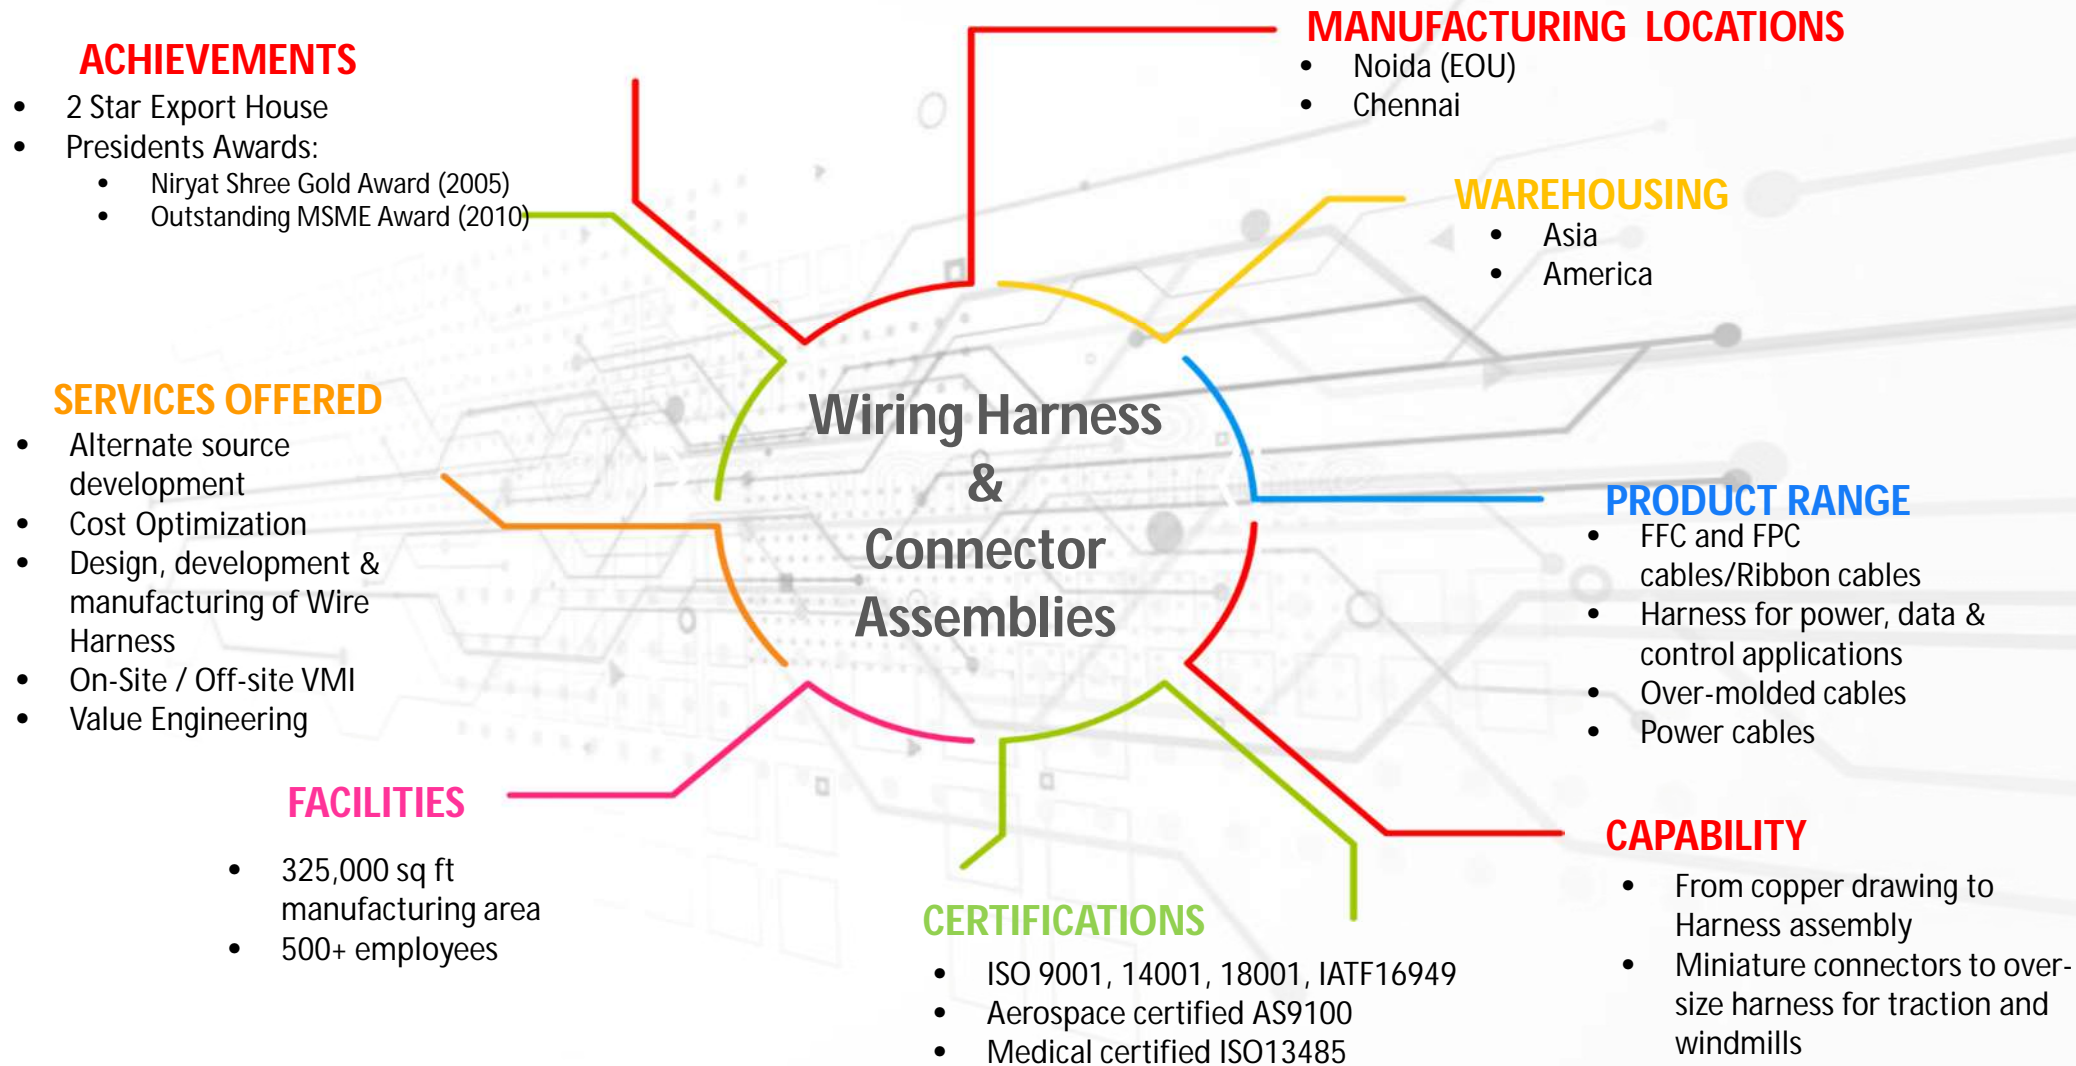 ACHIEVEMENTS
• 2 Star Export House
• Presidents Awards:
• Niryat Shree Gold Award (2005)
• Outstanding MSME Award (2010)
MANUFACTURING LOCATIONS
• Noida (EOU)
• Chennai
WAREHOUSING
• Asia
• America
SERVICES OFFERED
• Alternate source
development
• Cost Optimization
• Design, development &
manufacturing of Wire
Harness
• On-Site / Off-site VMI
• Value Engineering
Wiring Harness
&
Connector
Assemblies
PRODUCT RANGE
• FFC and FPC
cables/Ribbon cables
• Harness for power, data &
control applications
• Over-molded cables
• Power cables
FACILITIES
• 325,000 sq ft
manufacturing area
• 500+ employees
CERTIFICATIONS
• ISO 9001, 14001, 18001, IATF16949
• Aerospace certified AS9100
• Medical certified ISO13485
CAPABILITY
• From copper drawing to
Harness assembly
• Miniature connectors to over-
size harness for traction and
windmills